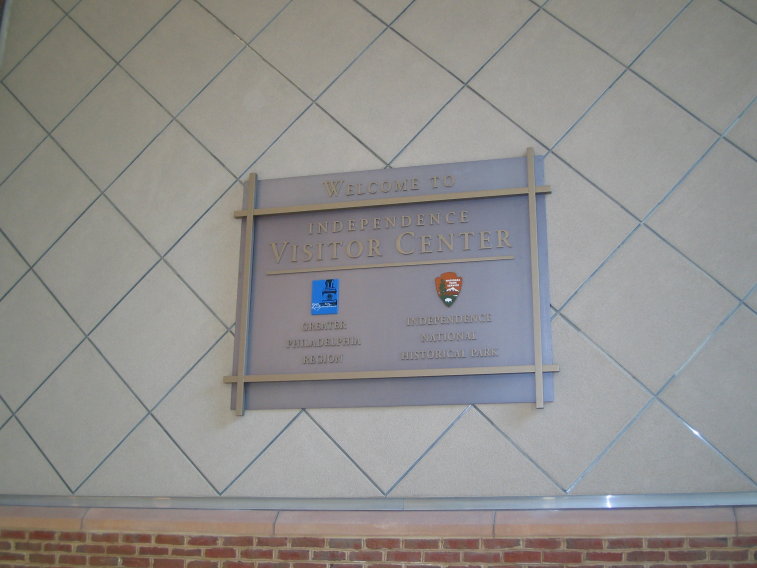 WELCOME TO
INDEPENDENCE
VISITOR CENTER
GREATER
PHILADELPHIA
REGION
INDEPENDENCE
NATIONAL
HISTORICAL PARK